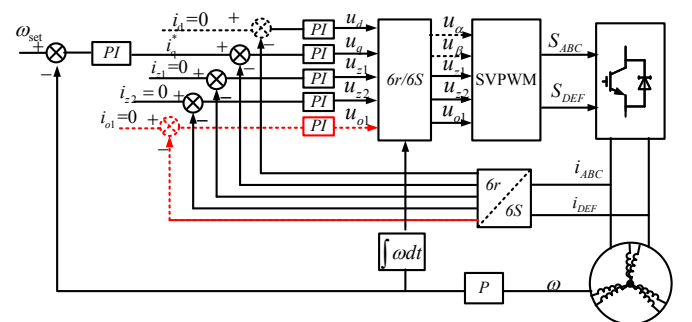 i_d=0
+
−
PI
u_d
ω_set
+
−
PI
i_q^*
+
−
PI
u_q
i_z1=0
+
−
PI
u_z1
i_z2=0
+
−
PI
u_z2
i_o1=0
+
−
PI
6r/6S
u_α
u_β
u_z1
u_z2
u_o1
SVPWM
S_ABC
S_DEF
6r
6S
i_ABC
i_DEF
∫ωdt
P
ω